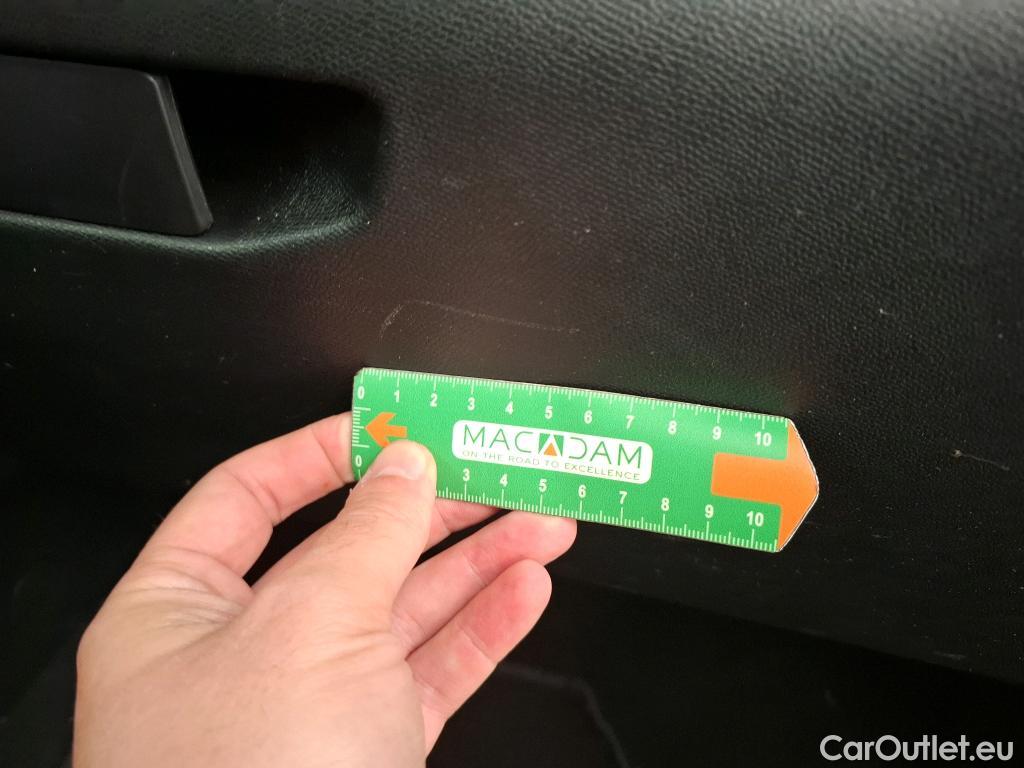 0 1 2 3 4 5 6 7 8 9 10
MACADAM
ON THE ROAD TO EXCELLENCE
0 3 4 5 6 7 8 9 10
CarOutlet.eu